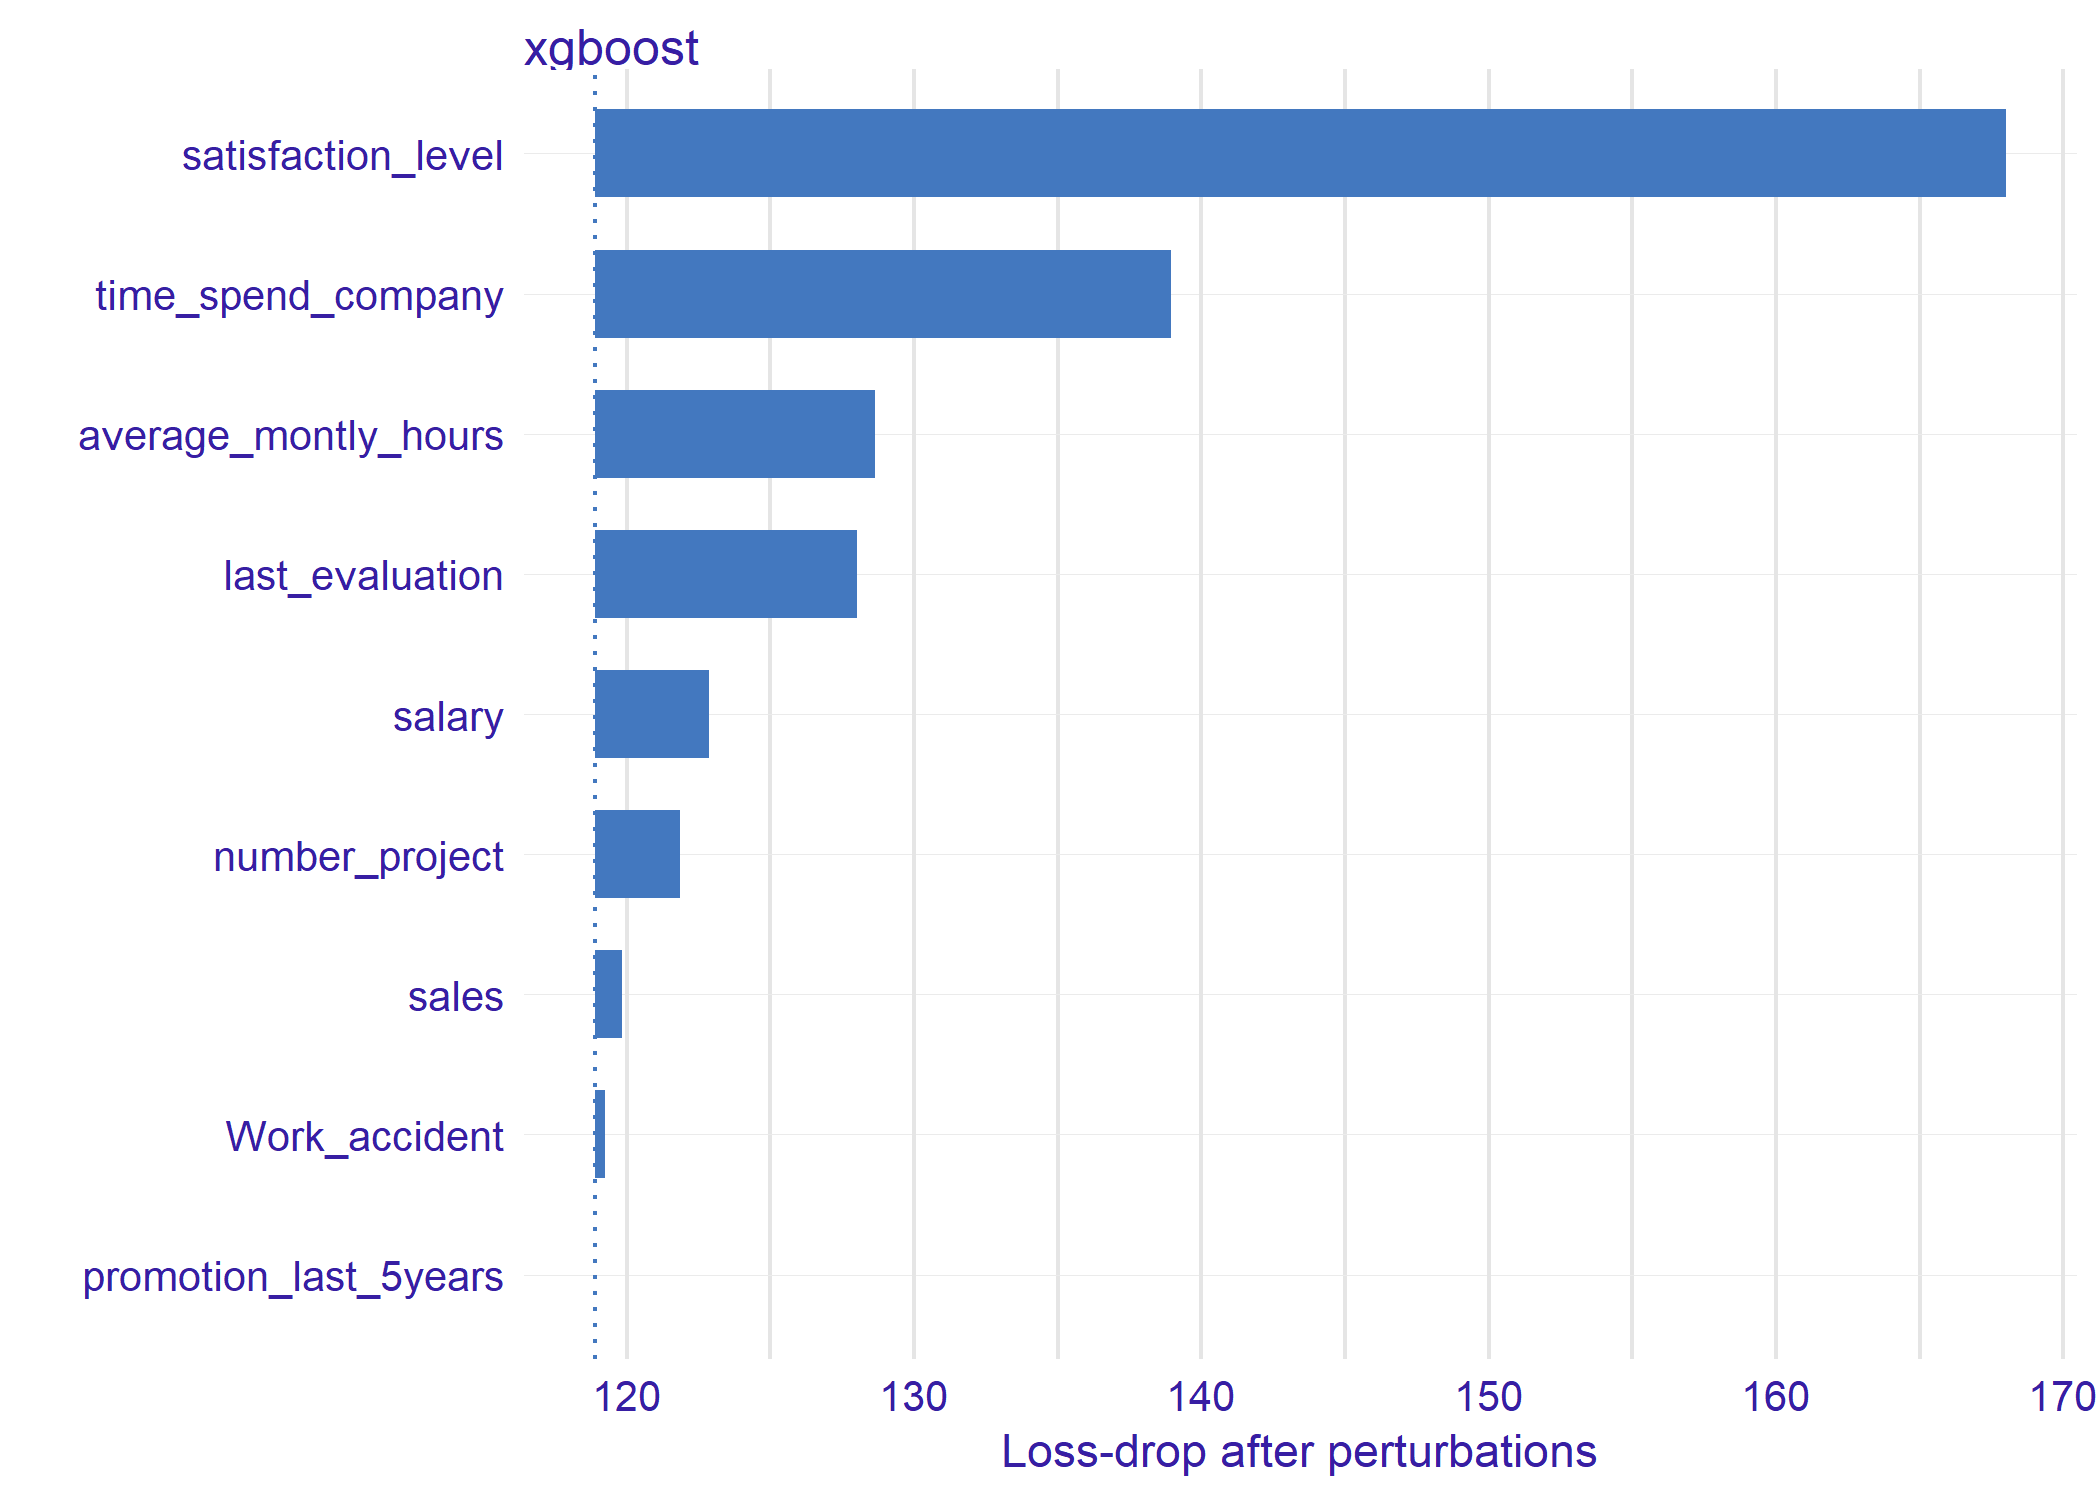 xgboost
satisfaction_level
time_spend_company
average_montly_hours
last_evaluation
salary
number_project
sales
Work_accident
promotion_last_5years
120 130 140 150 160 170
Loss-drop after perturbations